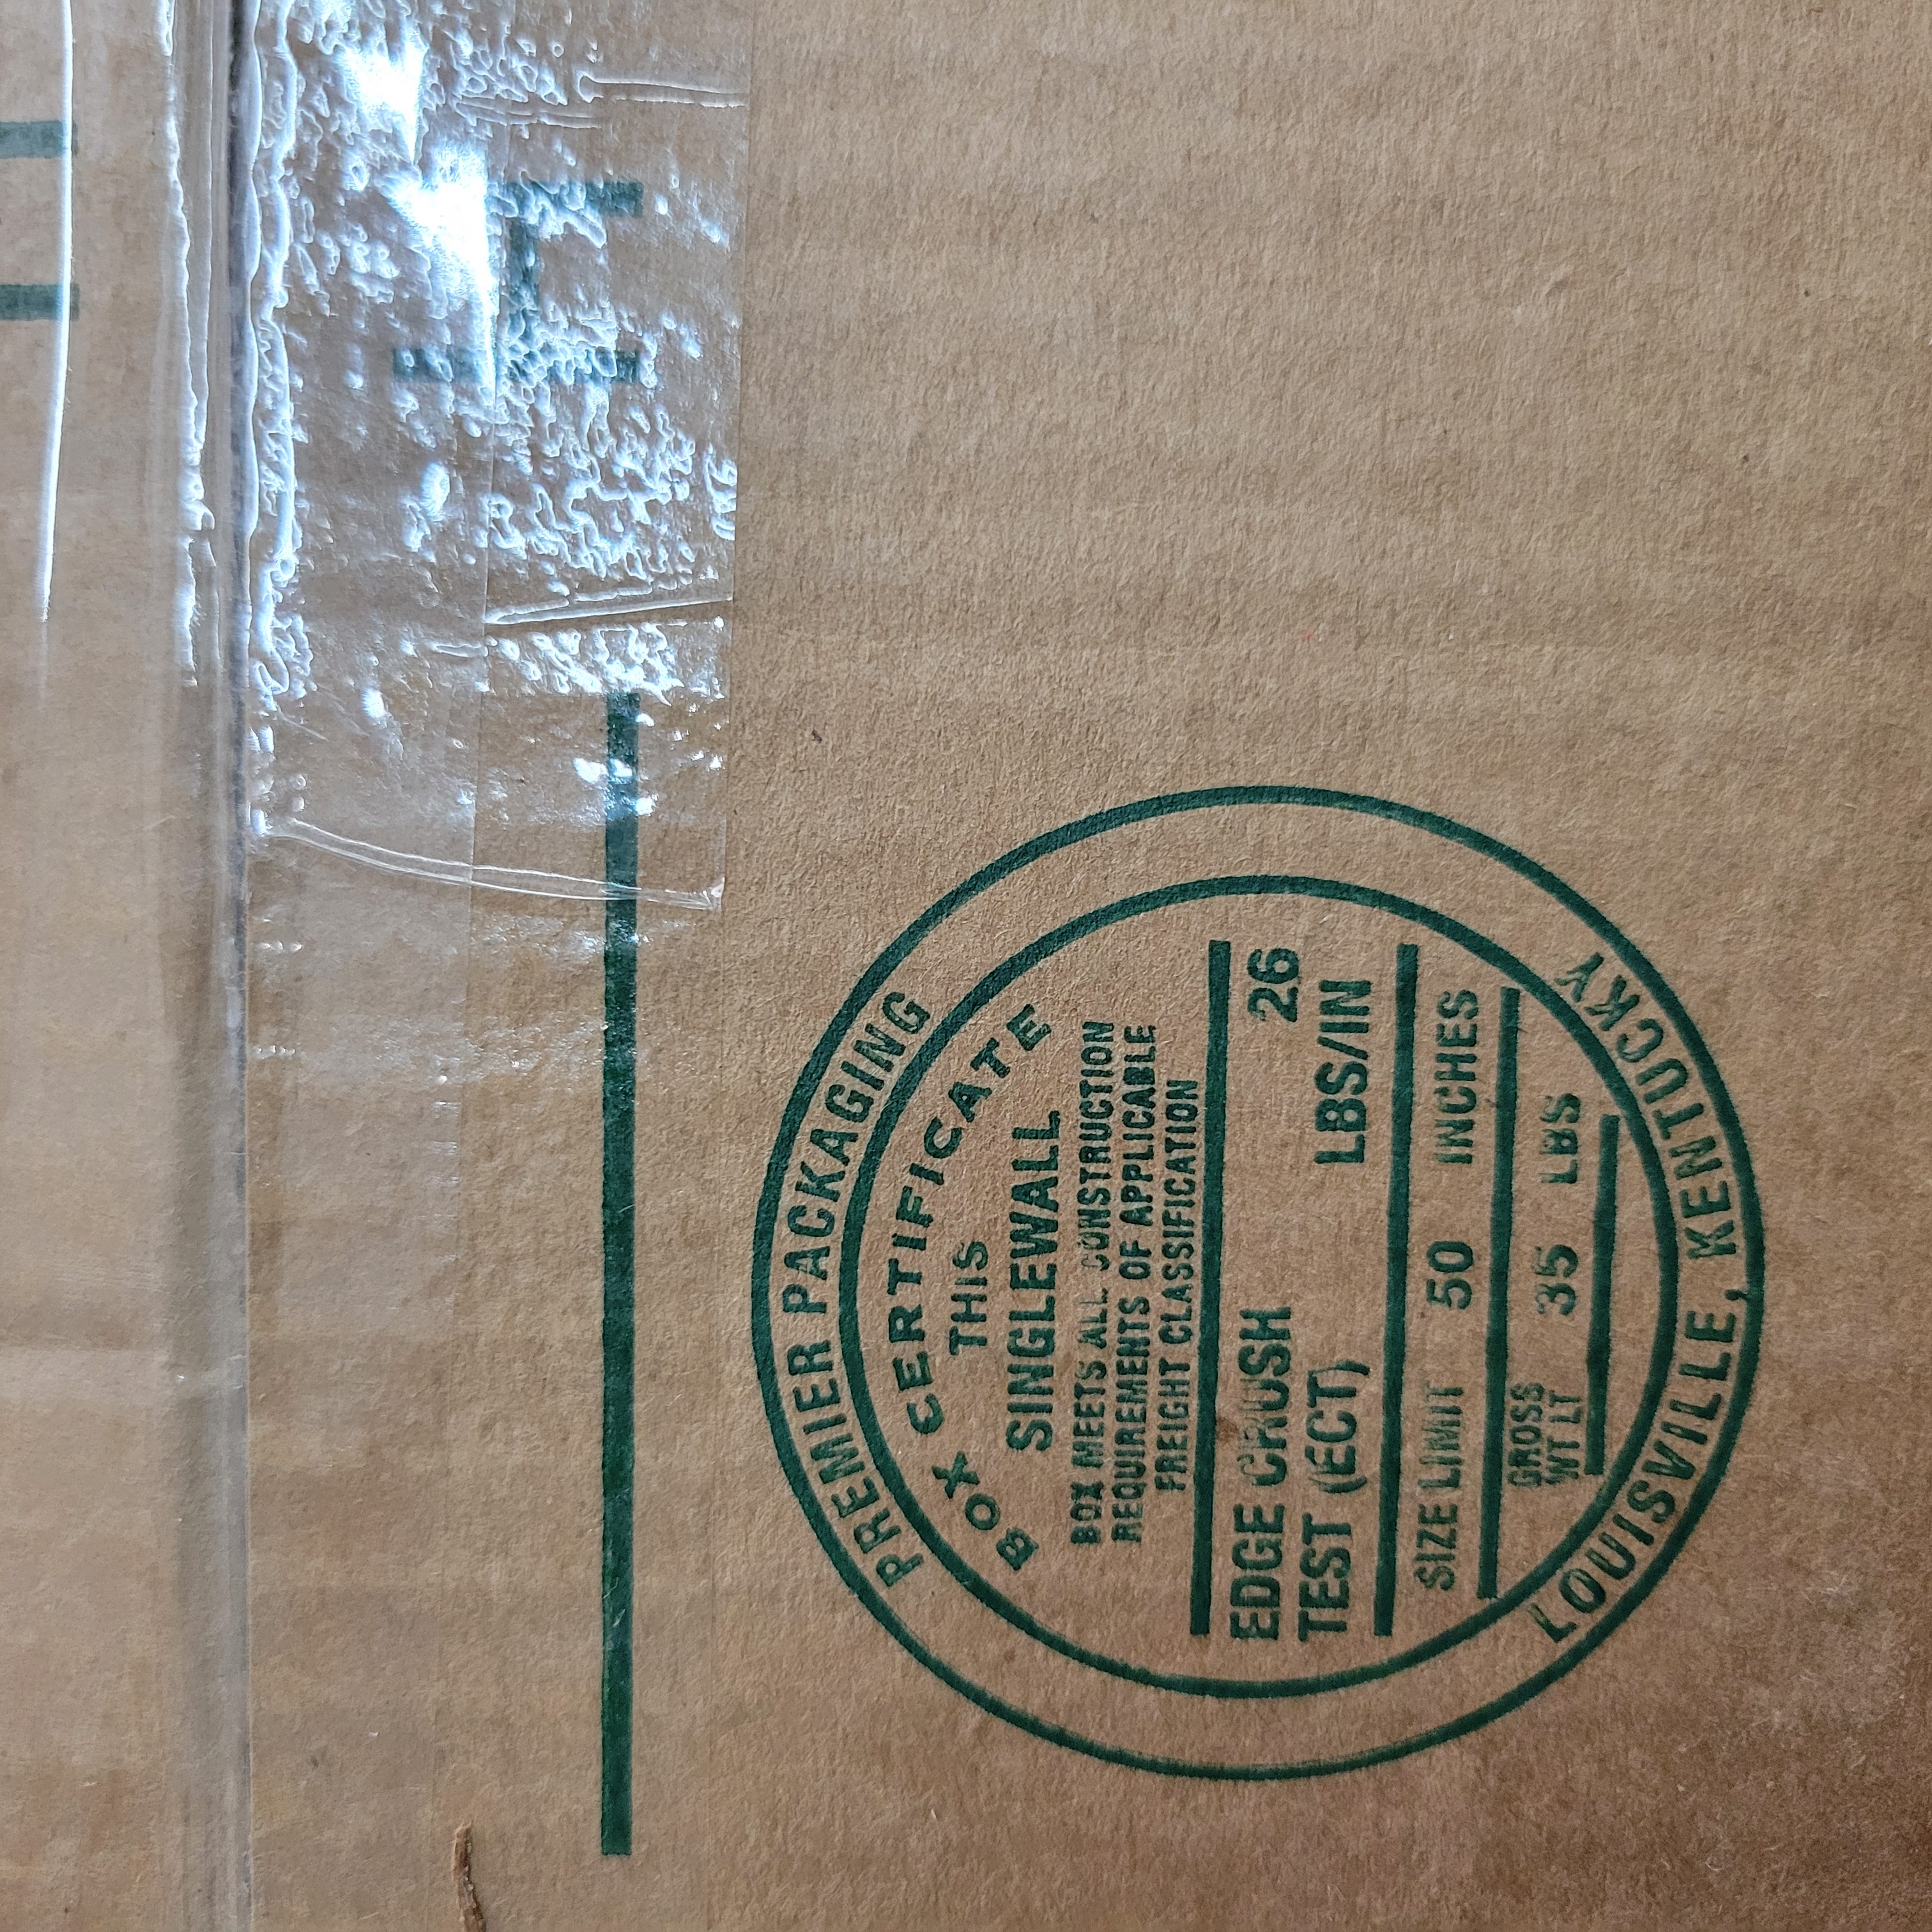 PREMIER PACKAGING
BOX CERTIFICATE
THIS
SINGLEWALL
BOX MEETS ALL CONSTRUCTION
REQUIREMENTS OF APPLICABLE
FREIGHT CLASSIFICATION
EDGE CRUSH 26
TEST (ECT) LBS/IN
SIZE LIMIT 50 INCHES
GROSS
WT LT 35 LBS
LOUISVILLE, KENTUCKY